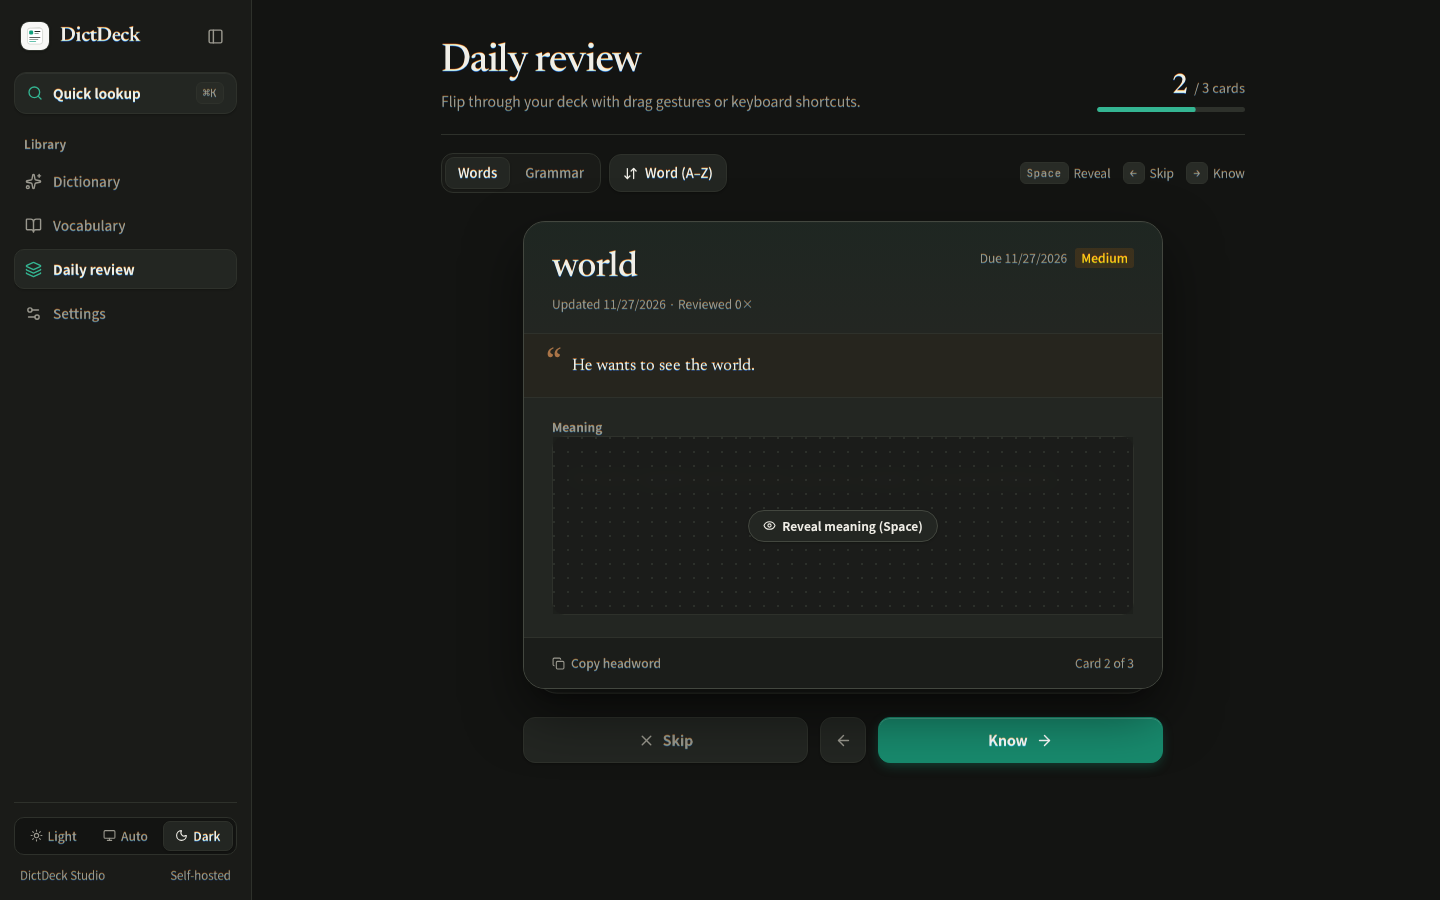 DictDeck
Quick lookup ⌘K
Library
Dictionary
Vocabulary
Daily review
Settings
Light Auto Dark
DictDeck Studio Self-hosted
Daily review
Flip through your deck with drag gestures or keyboard shortcuts.
2 / 3 cards
Words Grammar Word (A–Z)
Space Reveal ← Skip → Know
world
Due 11/27/2026 Medium
Updated 11/27/2026 · Reviewed 0×
“ He wants to see the world.
Meaning
Reveal meaning (Space)
Copy headword Card 2 of 3
Skip
Know